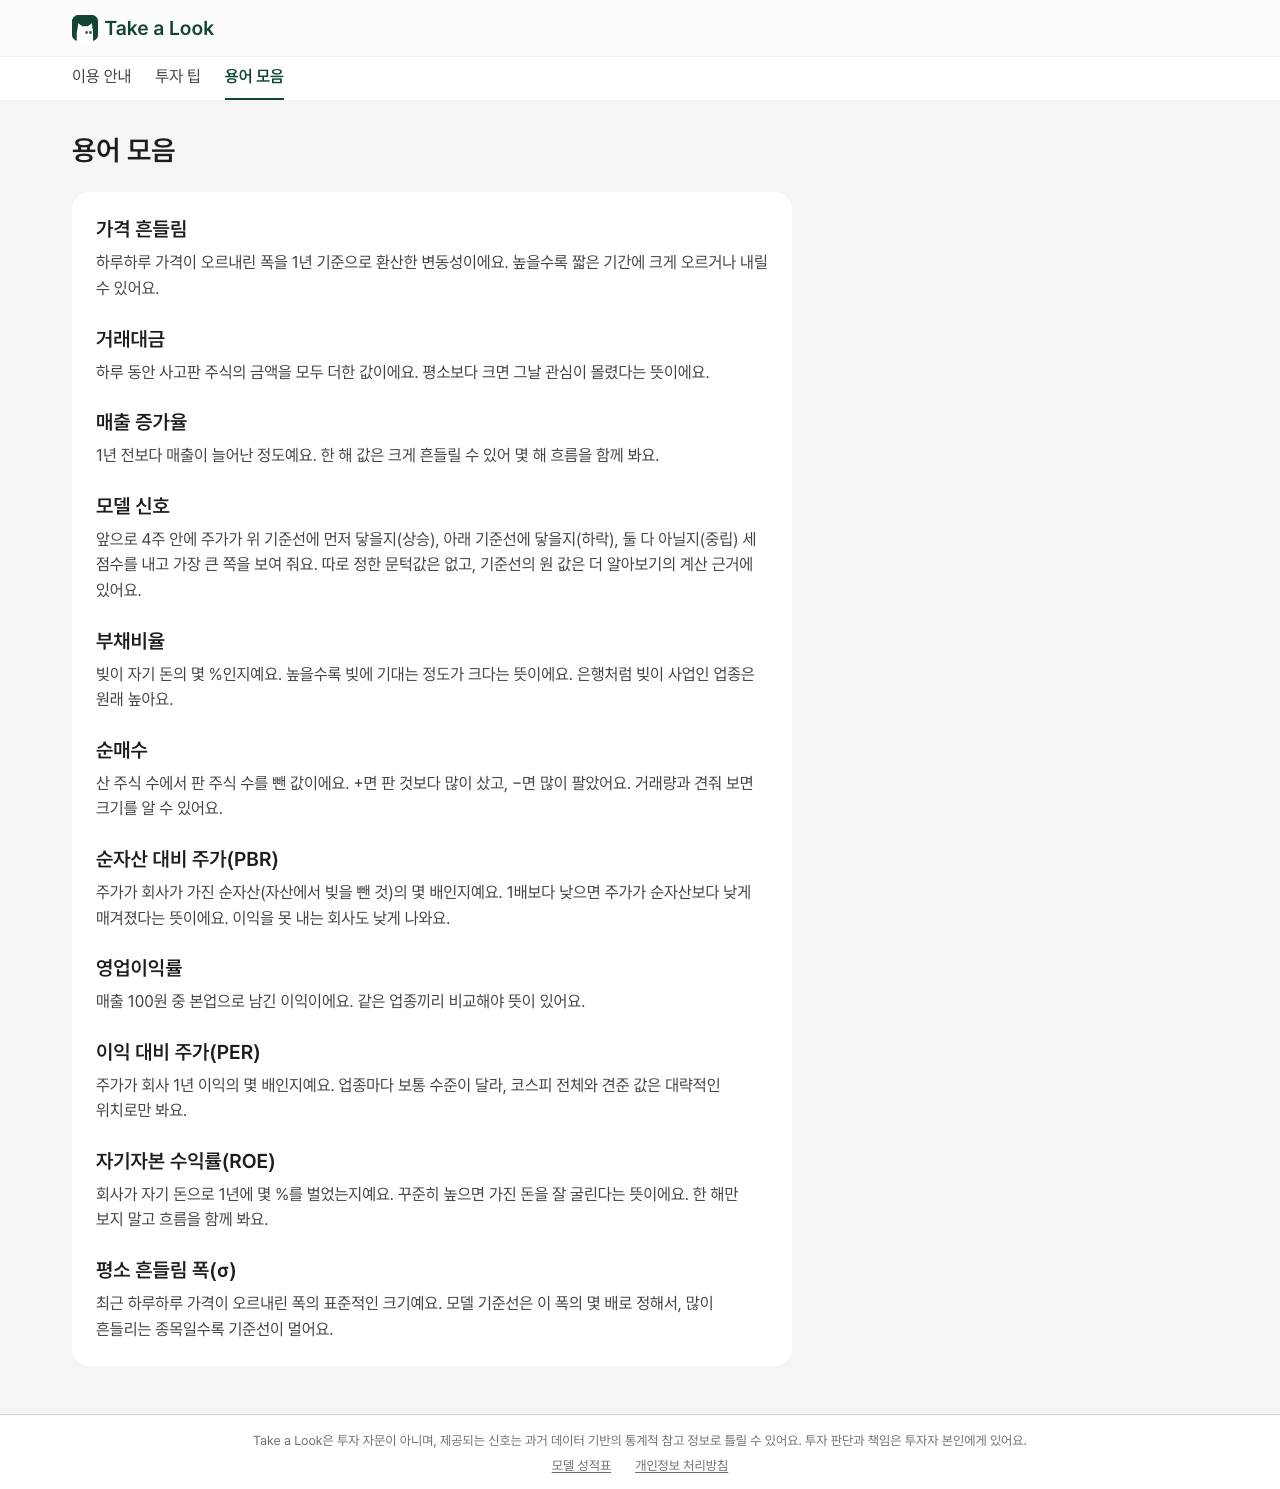 Take a Look
이용 안내 투자 팁 용어 모음
용어 모음
가격 흔들림
하루하루 가격이 오르내린 폭을 1년 기준으로 환산한 변동성이에요. 높을수록 짧은 기간에 크게 오르거나 내릴
수 있어요.
거래대금
하루 동안 사고판 주식의 금액을 모두 더한 값이에요. 평소보다 크면 그날 관심이 몰렸다는 뜻이에요.
매출 증가율
1년 전보다 매출이 늘어난 정도예요. 한 해 값은 크게 흔들릴 수 있어 몇 해 흐름을 함께 봐요.
모델 신호
앞으로 4주 안에 주가가 위 기준선에 먼저 닿을지(상승), 아래 기준선에 닿을지(하락), 둘 다 아닐지(중립) 세
점수를 내고 가장 큰 쪽을 보여 줘요. 따로 정한 문턱값은 없고, 기준선의 원 값은 더 알아보기의 계산 근거에
있어요.
부채비율
빚이 자기 돈의 몇 %인지예요. 높을수록 빚에 기대는 정도가 크다는 뜻이에요. 은행처럼 빚이 사업인 업종은
원래 높아요.
순매수
산 주식 수에서 판 주식 수를 뺀 값이에요. +면 판 것보다 많이 샀고, −면 많이 팔았어요. 거래량과 견줘 보면
크기를 알 수 있어요.
순자산 대비 주가(PBR)
주가가 회사가 가진 순자산(자산에서 빚을 뺀 것)의 몇 배인지예요. 1배보다 낮으면 주가가 순자산보다 낮게
매겨졌다는 뜻이에요. 이익을 못 내는 회사도 낮게 나와요.
영업이익률
매출 100원 중 본업으로 남긴 이익이에요. 같은 업종끼리 비교해야 뜻이 있어요.
이익 대비 주가(PER)
주가가 회사 1년 이익의 몇 배인지예요. 업종마다 보통 수준이 달라, 코스피 전체와 견준 값은 대략적인
위치로만 봐요.
자기자본 수익률(ROE)
회사가 자기 돈으로 1년에 몇 %를 벌었는지예요. 꾸준히 높으면 가진 돈을 잘 굴린다는 뜻이에요. 한 해만
보지 말고 흐름을 함께 봐요.
평소 흔들림 폭(σ)
최근 하루하루 가격이 오르내린 폭의 표준적인 크기예요. 모델 기준선은 이 폭의 몇 배로 정해서, 많이
흔들리는 종목일수록 기준선이 멀어요.
Take a Look은 투자 자문이 아니며, 제공되는 신호는 과거 데이터 기반의 통계적 참고 정보로 틀릴 수 있어요. 투자 판단과 책임은 투자자 본인에게 있어요.
모델 성적표 개인정보 처리방침